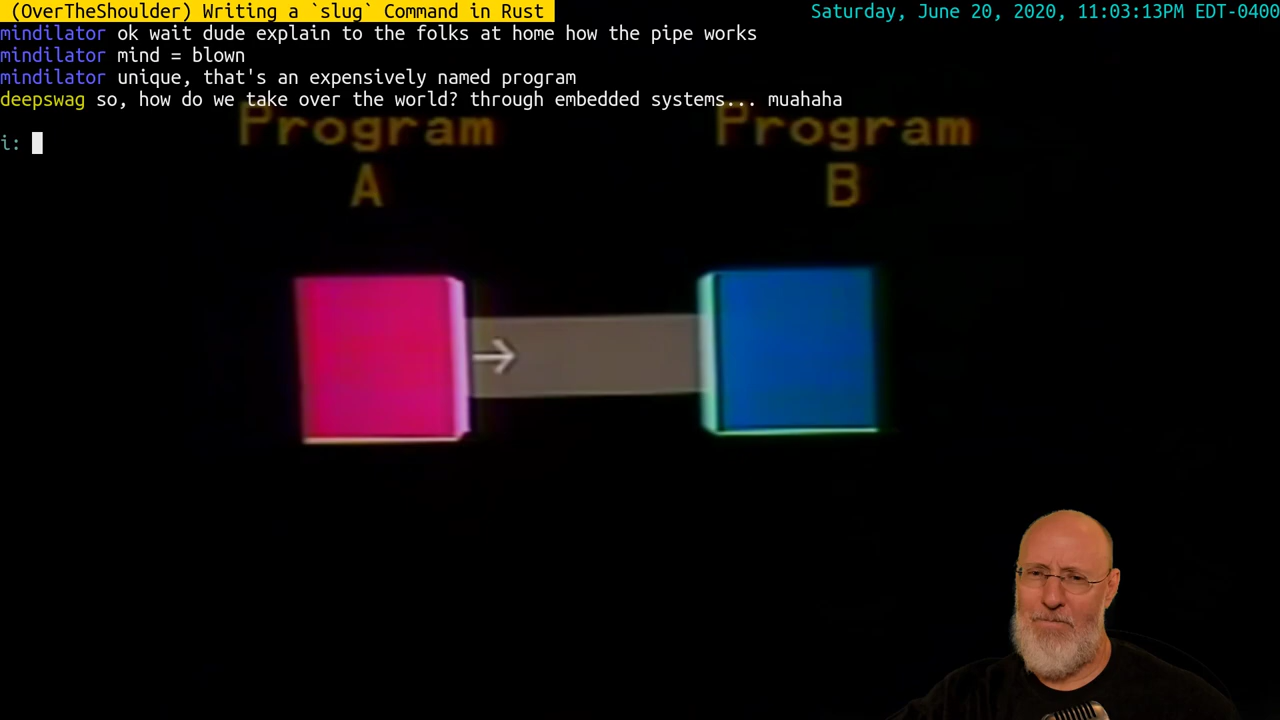 (OverTheShoulder) Writing a `slug` Command in Rust
Saturday, June 20, 2020, 11:03:13PM EDT-0400
mindilator ok wait dude explain to the folks at home how the pipe works
mindilator mind = blown
mindilator unique, that's an expensively named program
deepswag so, how do we take over the world? through embedded systems... muahaha
i:
Program Program
A B